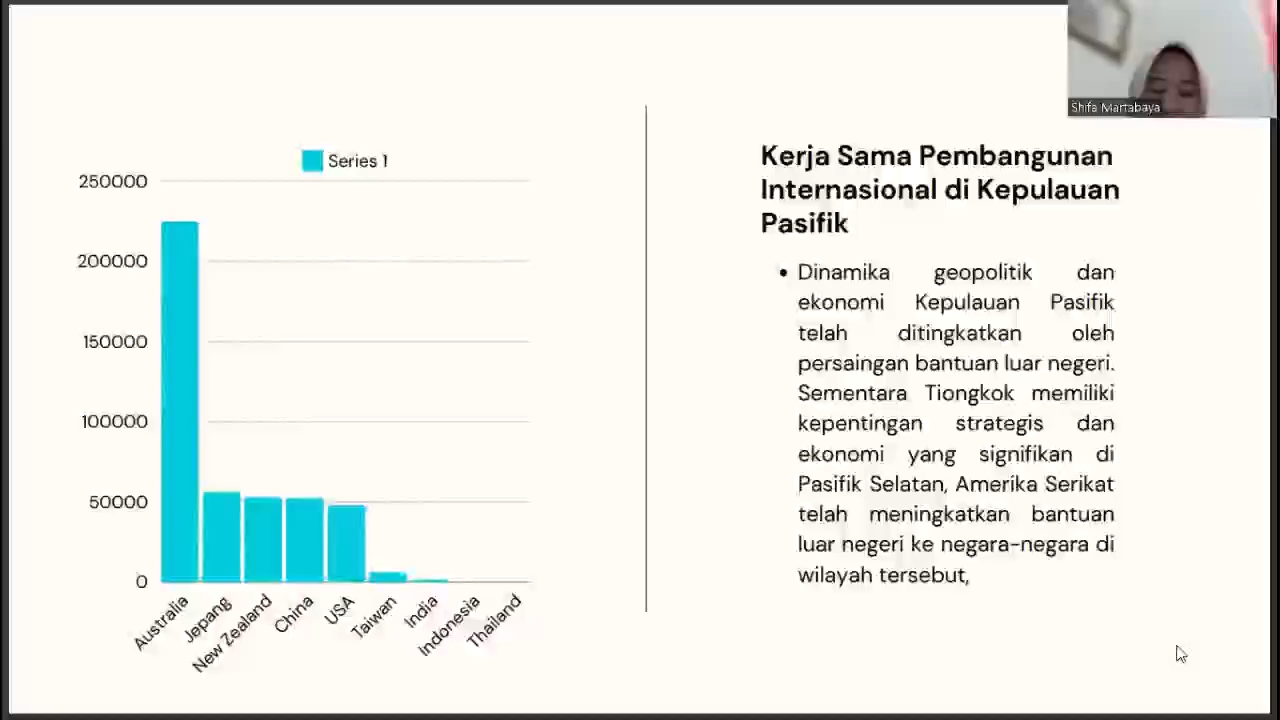 Shifa Martabaya
Series 1
250000
200000
150000
100000
50000
0
Australia
Jepang
New Zealand
China
USA
Taiwan
India
Indonesia
Thailand
Kerja Sama Pembangunan
Internasional di Kepulauan
Pasifik
• Dinamika geopolitik dan
ekonomi Kepulauan Pasifik
telah ditingkatkan oleh
persaingan bantuan luar negeri.
Sementara Tiongkok memiliki
kepentingan strategis dan
ekonomi yang signifikan di
Pasifik Selatan, Amerika Serikat
telah meningkatkan bantuan
luar negeri ke negara-negara di
wilayah tersebut,